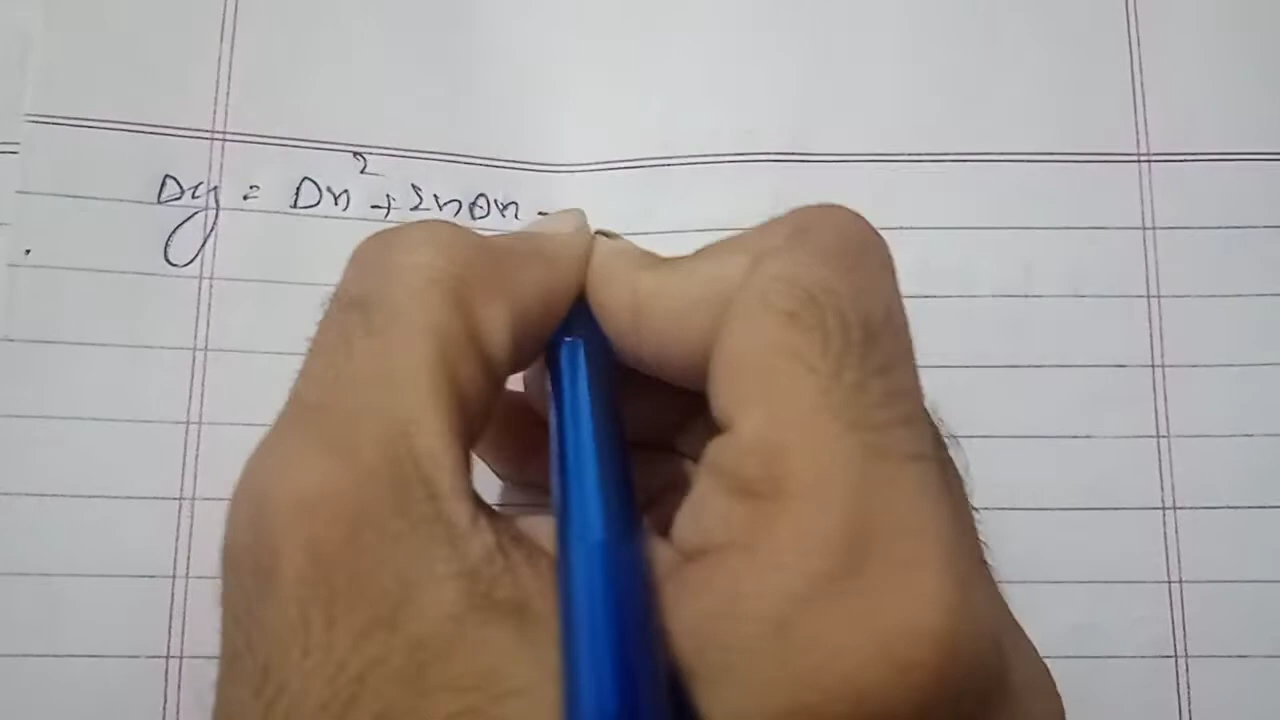 Δy = Δx² + 2xΔx -